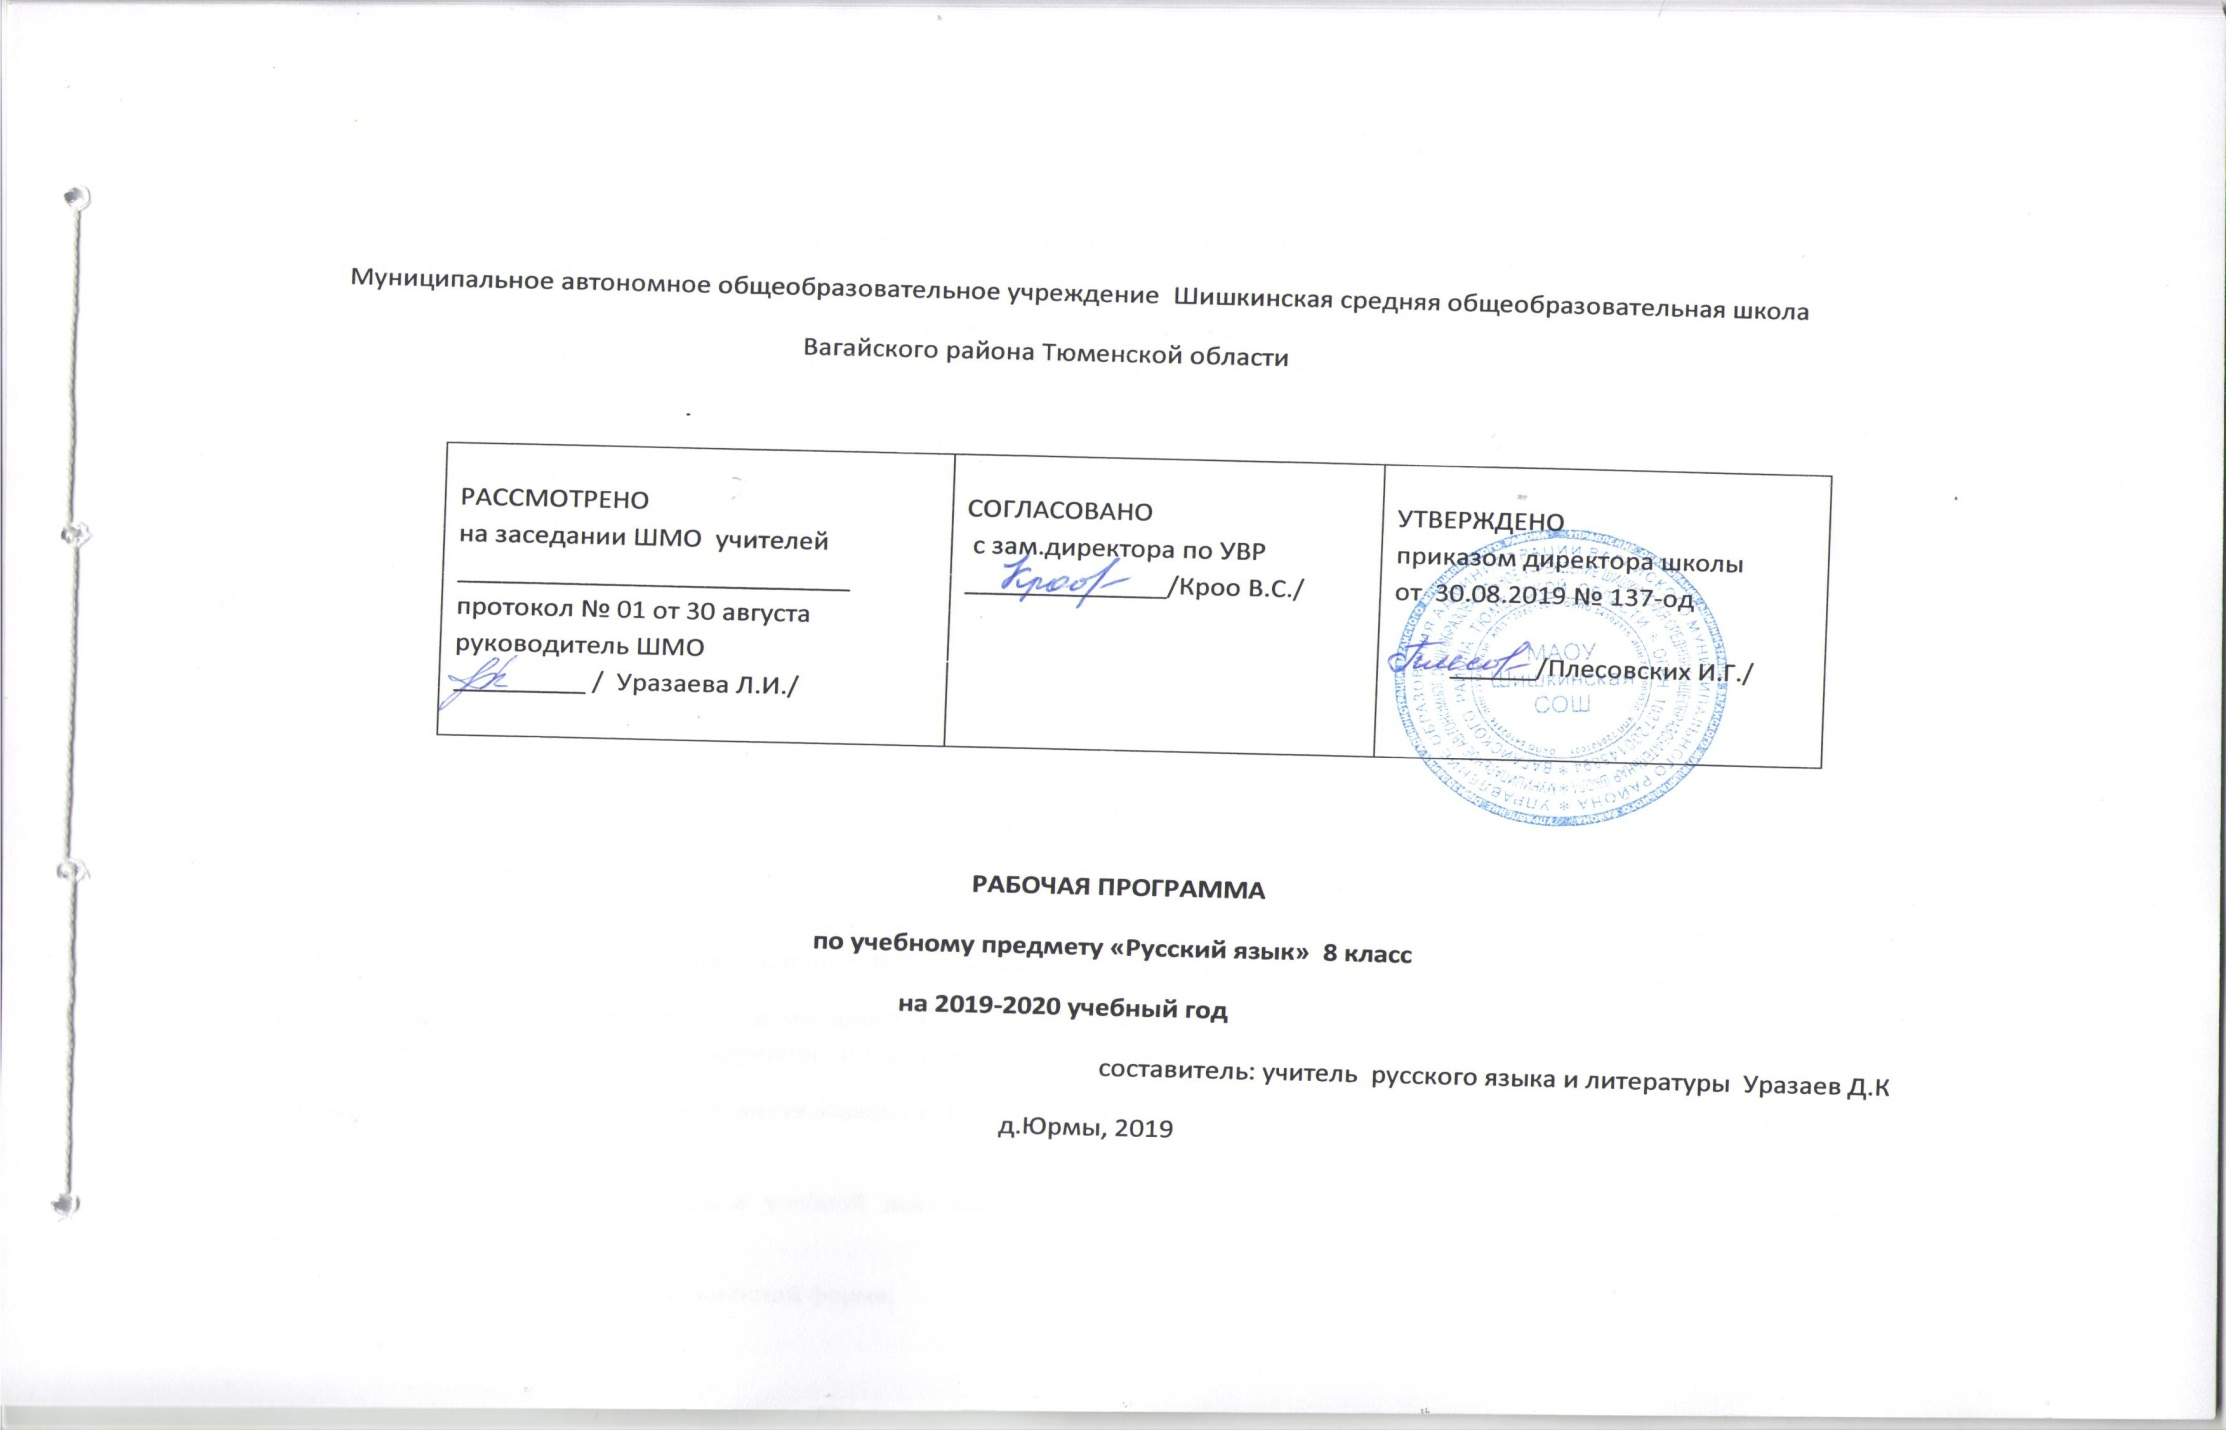 Муниципальное автономное общеобразовательное учреждение Шишкинская средняя общеобразовательная школа
Вагайского района Тюменской области
РАССМОТРЕНО
на заседании ШМО учителей
протокол № 01 от 30 августа
руководитель ШМО
/ Уразаева Л.И./
СОГЛАСОВАНО
с зам.директора по УВР
/Кроо В.С./
УТВЕРЖДЕНО
приказом директора школы
от 30.08.2019 № 137-од
/Плесовских И.Г./
МАОУ
Шишкинская
СОШ
РАБОЧАЯ ПРОГРАММА
по учебному предмету «Русский язык» 8 класс
на 2019-2020 учебный год
составитель: учитель русского языка и литературы Уразаев Д.К
д.Юрмы, 2019